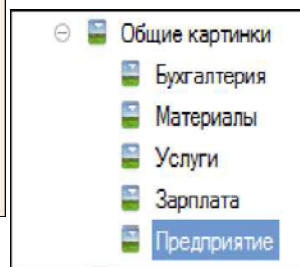 Общие картинки
Бухгалтерия
Материалы
Услуги
Зарплата
Предприятие